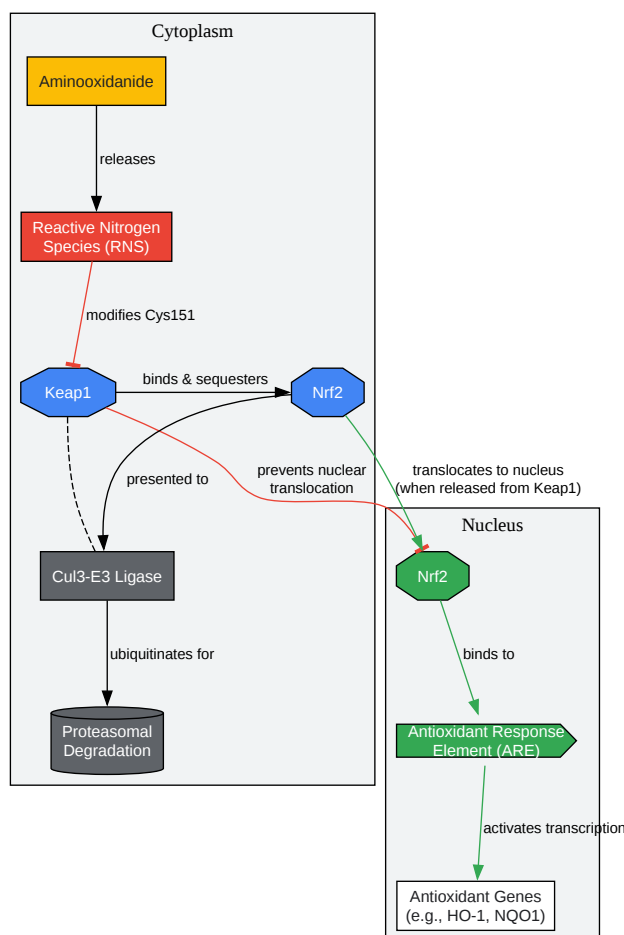 Cytoplasm
Aminooxidanide
releases
Reactive Nitrogen
Species (RNS)
modifies Cys151
Keap1
binds & sequesters
Nrf2
presented to
prevents nuclear
translocation
translocates to nucleus
(when released from Keap1)
Nucleus
Cul3-E3 Ligase
Nrf2
ubiquitinates for
binds to
Proteasomal
Degradation
Antioxidant Response
Element (ARE)
activates transcription
Antioxidant Genes
(e.g., HO-1, NQO1)